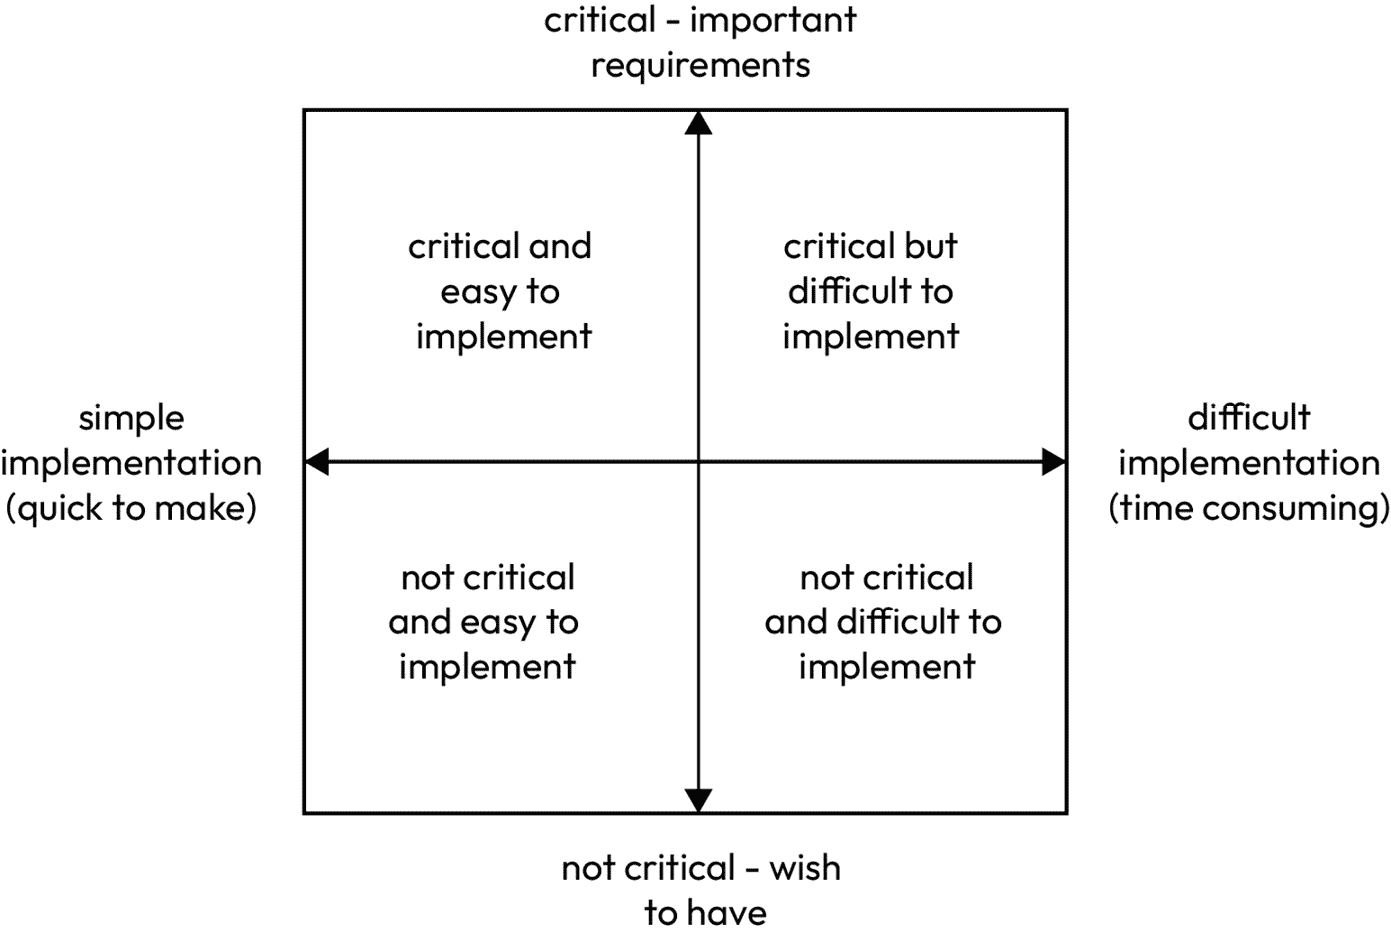 critical - important
requirements
critical and
easy to
implement
critical but
difficult to
implement
simple
implementation
(quick to make)
difficult
implementation
(time consuming)
not critical
and easy to
implement
not critical
and difficult to
implement
not critical - wish
to have